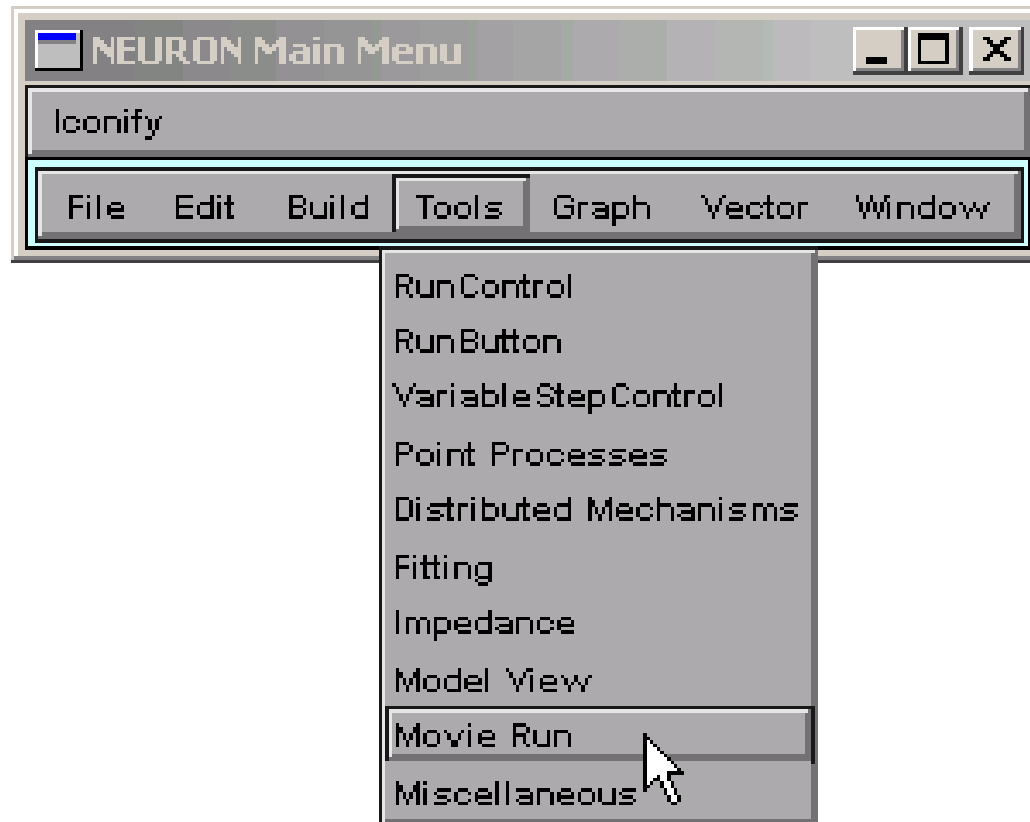 NEURON Main Menu
Iconify
File Edit Build Tools Graph Vector Window
RunControl
RunButton
VariableStepControl
Point Processes
Distributed Mechanisms
Fitting
Impedance
Model View
Movie Run
Miscellaneous